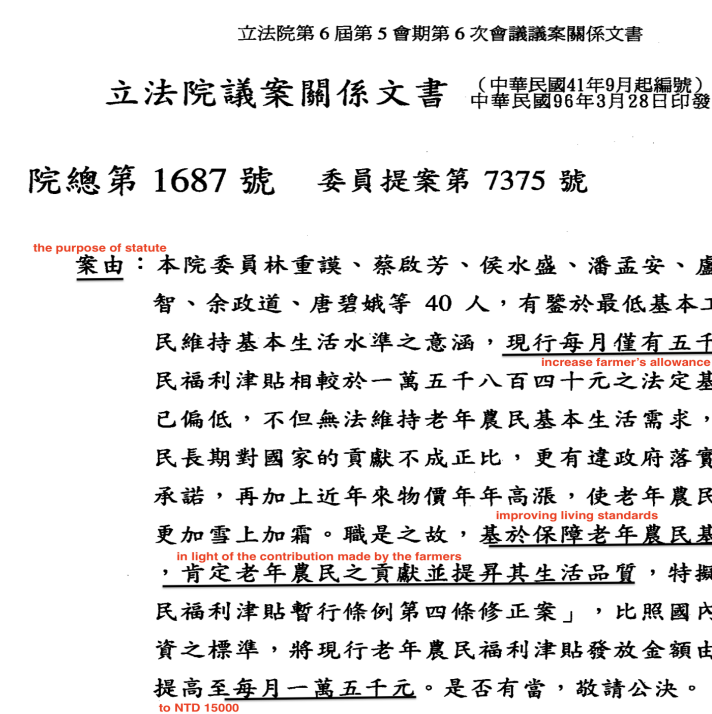 立法院第6屆第5會期第6次會議議案關係文書
立法院議案關係文書
（中華民國41年9月起編號）
中華民國96年3月28日印發
院總第 1687 號 委員提案第 7375 號
the purpose of statute
案由：本院委員林重謨、蔡啟芳、侯水盛、潘孟安、盧
智、余政道、唐碧娥等 40 人，有鑒於最低基本工
民維持基本生活水準之意涵，現行每月僅有五千
increase farmer's allowance
民福利津貼相較於一萬五千八百四十元之法定基
已偏低，不但無法維持老年農民基本生活需求，
民長期對國家的貢獻不成正比，更有違政府落實
承諾，再加上近年來物價年年高漲，使老年農民
improving living standards
更加雪上加霜。職是之故，基於保障老年農民基
in light of the contribution made by the farmers
，肯定老年農民之貢獻並提昇其生活品質，特擬
民福利津貼暫行條例第四條修正案」，比照國內
資之標準，將現行老年農民福利津貼發放金額由
提高至每月一萬五千元。是否有當，敬請公決。
to NTD 15000